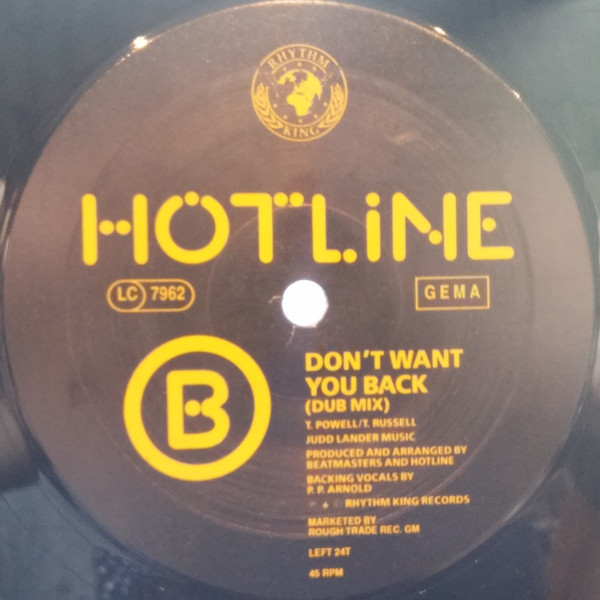 RHYTHM
KING
HOTLINE
LC 7962
GEMA
B
DON'T WANT
YOU BACK
(DUB MIX)
T. POWELL/T. RUSSELL
JUDD LANDER MUSIC
PRODUCED AND ARRANGED BY
BEATMASTERS AND HOTLINE
BACKING VOCALS BY
P. P. ARNOLD
RHYTHM KING RECORDS
MARKETED BY
ROUGH TRADE REC. GM
LEFT 24T
45 RPM